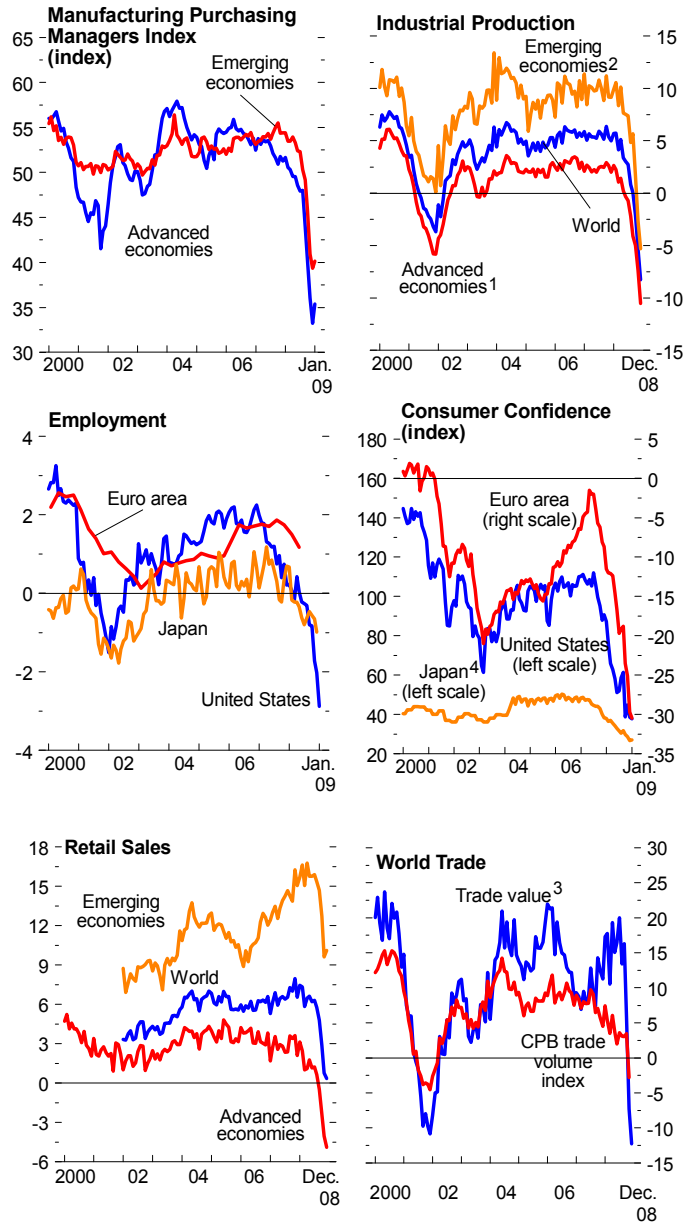 Manufacturing Purchasing
Managers Index
(index)
65
60
55
50
45
40
35
30
Emerging
economies
Advanced
economies
2000 02 04 06 Jan.
09
Industrial Production
15
10
5
0
-5
-10
-15
Emerging
economies2
World
Advanced
economies1
2000 02 04 06 Dec.
08
Employment
4
2
0
-2
-4
Euro area
Japan
United States
2000 02 04 06 Jan.
09
Consumer Confidence
(index)
180
160
140
120
100
80
60
40
20
5
0
-5
-10
-15
-20
-25
-30
-35
Euro area
(right scale)
United States
(left scale)
Japan4
(left scale)
2000 02 04 06 Jan.
09
Retail Sales
18
15
12
9
6
3
0
-3
-6
Emerging
economies
World
Advanced
economies
2000 02 04 06 Dec.
08
World Trade
30
25
20
15
10
5
0
-5
-10
-15
Trade value3
CPB trade
volume
index
2000 02 04 06 Dec.
08